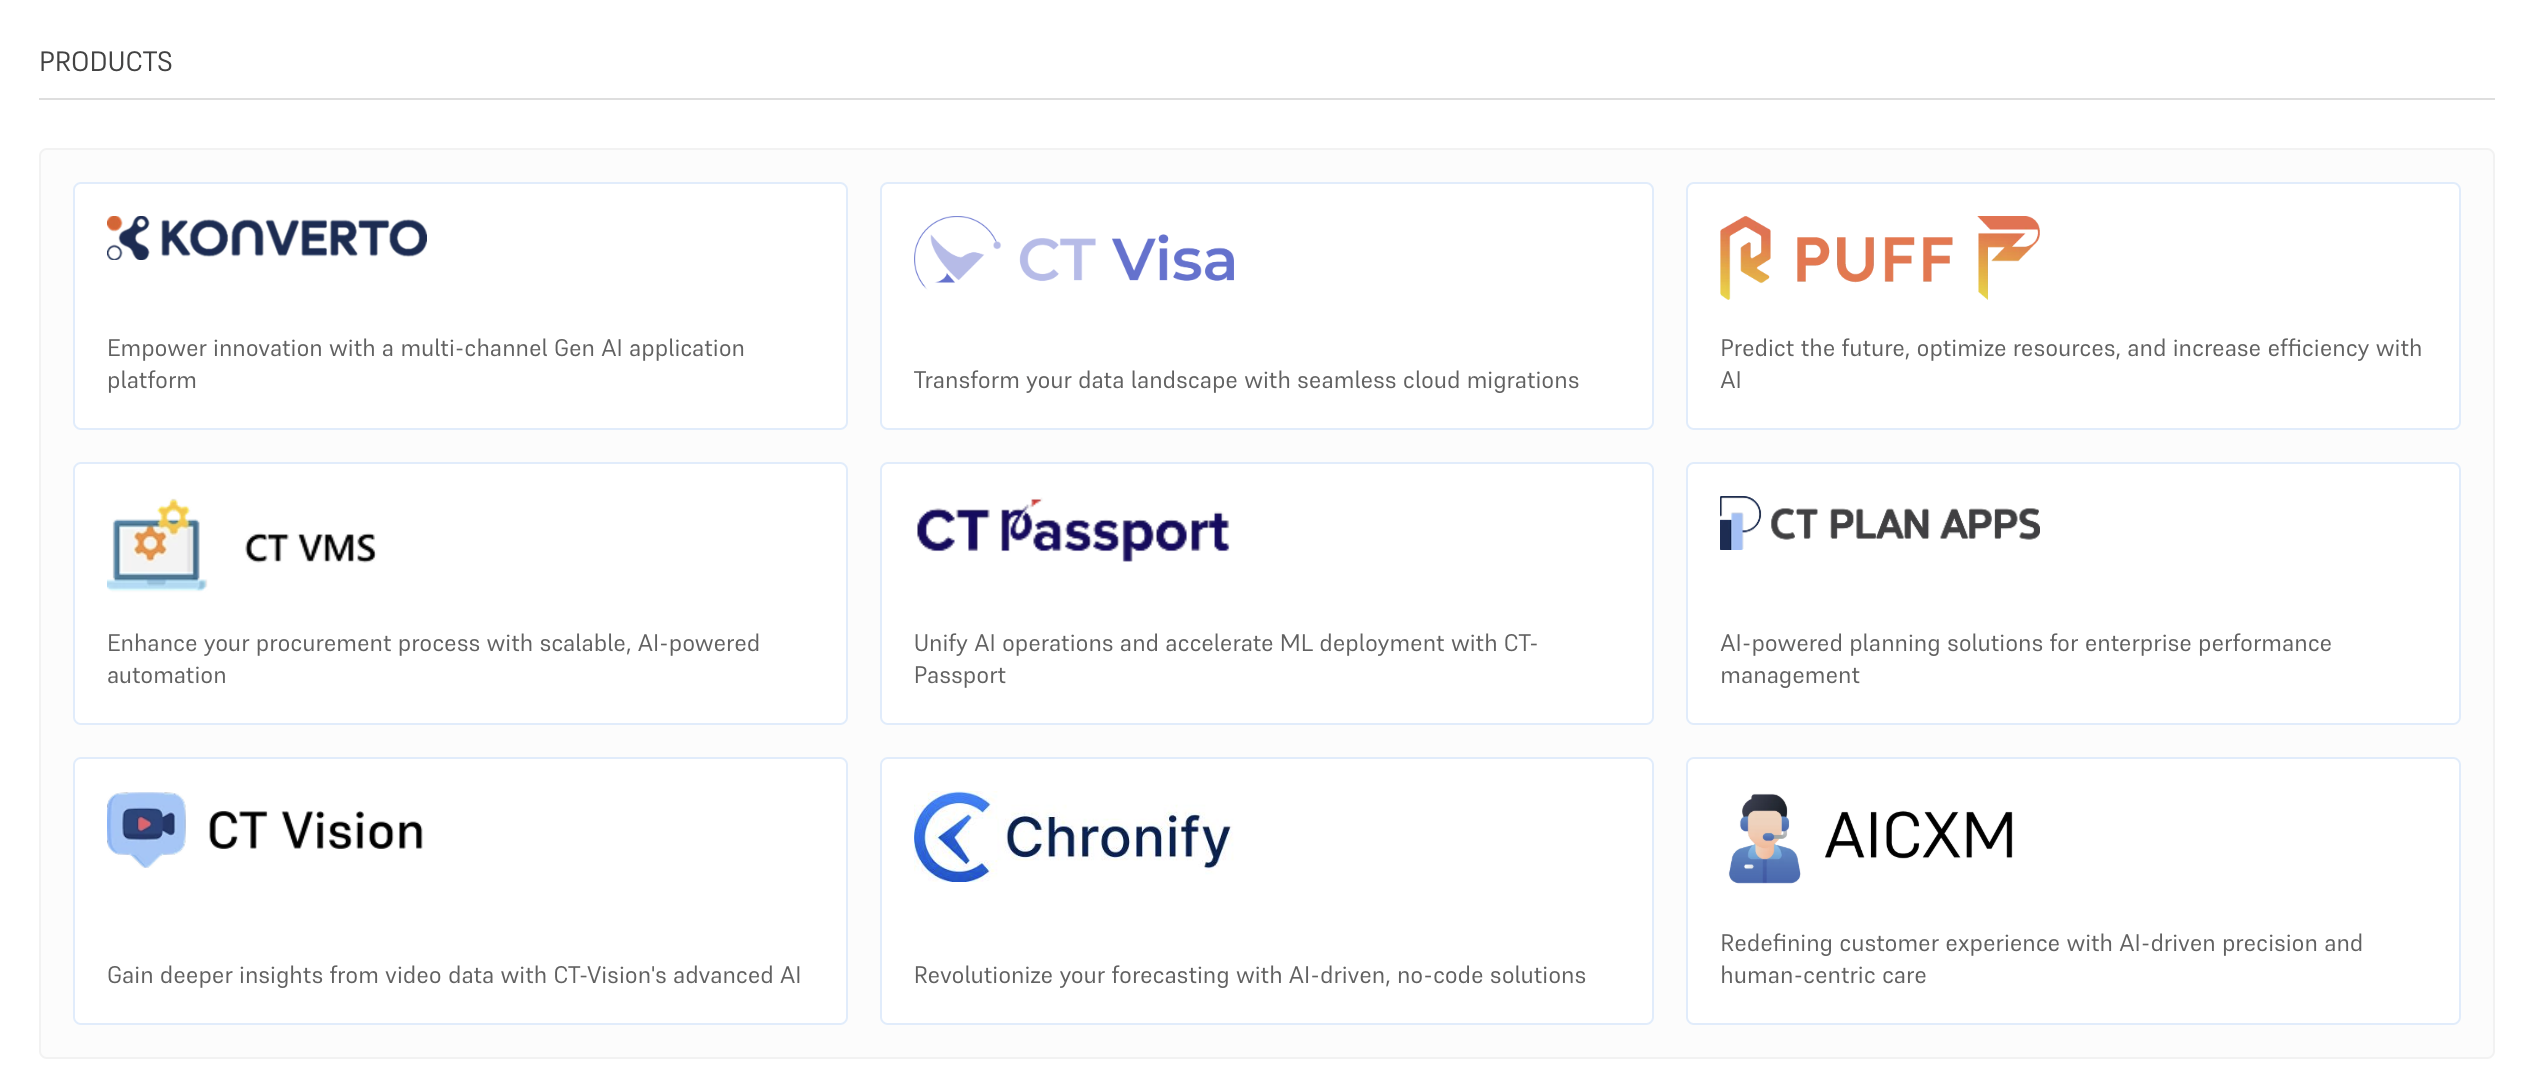 PRODUCTS
KONVERTO
Empower innovation with a multi-channel Gen AI application
platform
CT Visa
Transform your data landscape with seamless cloud migrations
PUFF
Predict the future, optimize resources, and increase efficiency with
AI
CT VMS
Enhance your procurement process with scalable, AI-powered
automation
CT Passport
Unify AI operations and accelerate ML deployment with CT-
Passport
CT PLAN APPS
AI-powered planning solutions for enterprise performance
management
CT Vision
Gain deeper insights from video data with CT-Vision's advanced AI
Chronify
Revolutionize your forecasting with AI-driven, no-code solutions
AICXM
Redefining customer experience with AI-driven precision and
human-centric care